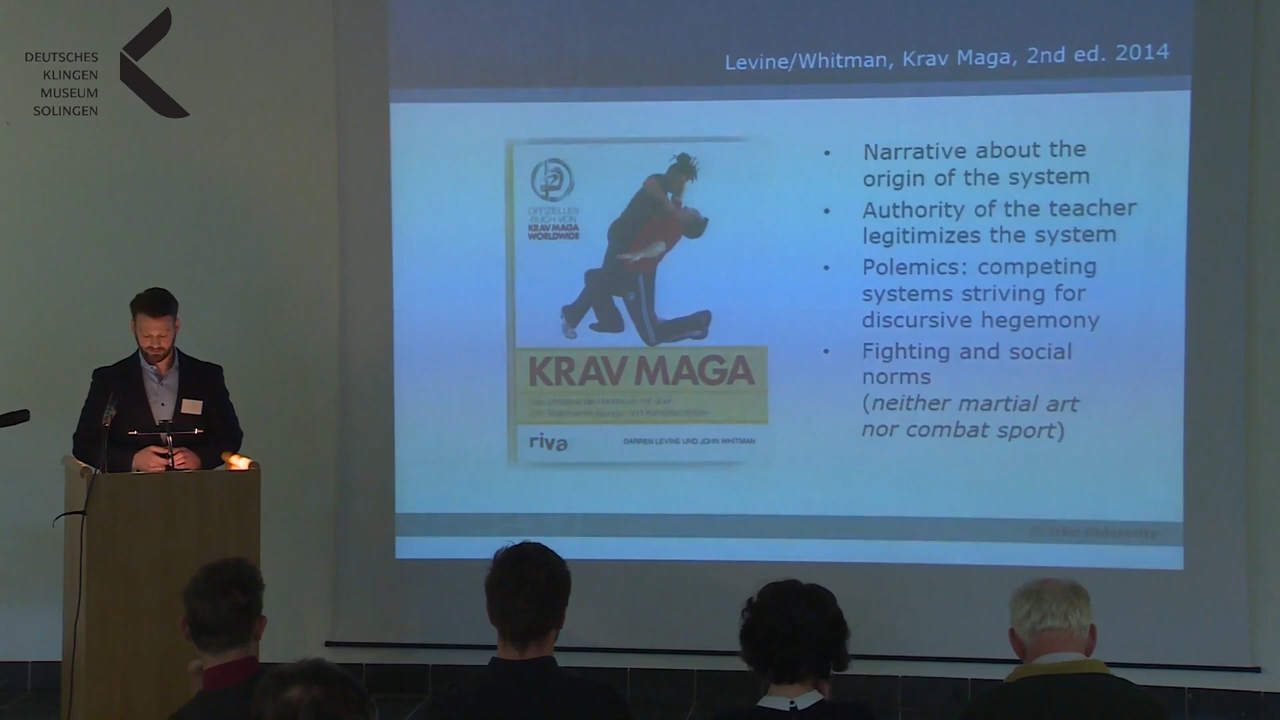 DEUTSCHES
KLINGEN
MUSEUM
SOLINGEN
Levine/Whitman, Krav Maga, 2nd ed. 2014
OFFIZIELLES
BUCH VON
KRAV MAGA
WORLDWIDE
KRAV MAGA
riva
DARREN LEVINE UND JOHN WHITMAN
• Narrative about the
origin of the system
• Authority of the teacher
legitimizes the system
• Polemics: competing
systems striving for
discursive hegemony
• Fighting and social
norms
(neither martial art
nor combat sport)